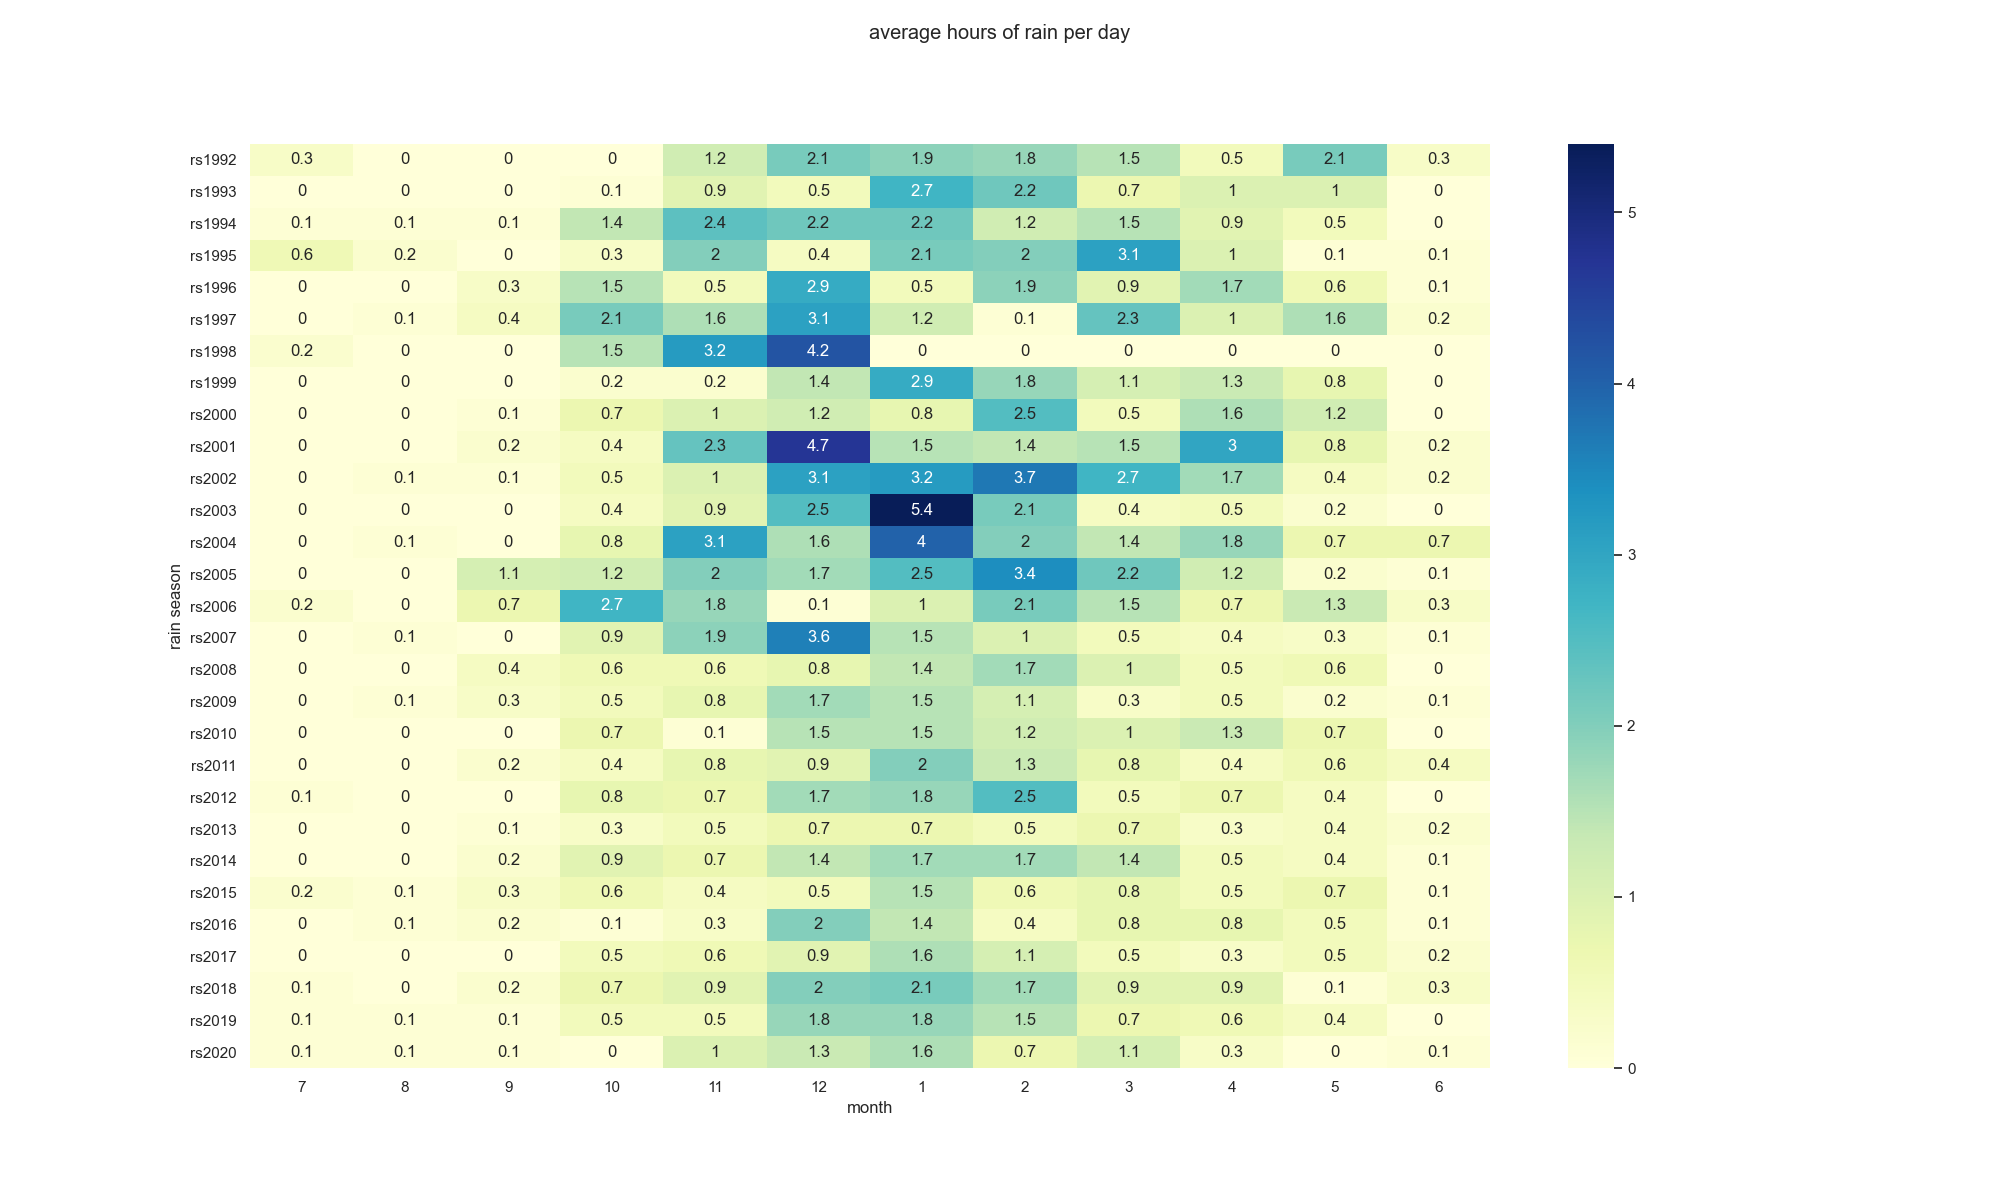 average hours of rain per day
rain season
rs1992 0.3 0 0 0 1.2 2.1 1.9 1.8 1.5 0.5 2.1 0.3
rs1993 0 0 0 0.1 0.9 0.5 2.7 2.2 0.7 1 1 0
rs1994 0.1 0.1 0.1 1.4 2.4 2.2 2.2 1.2 1.5 0.9 0.5 0
rs1995 0.6 0.2 0 0.3 2 0.4 2.1 2 3.1 1 0.1 0.1
rs1996 0 0 0.3 1.5 0.5 2.9 0.5 1.9 0.9 1.7 0.6 0.1
rs1997 0 0.1 0.4 2.1 1.6 3.1 1.2 0.1 2.3 1 1.6 0.2
rs1998 0.2 0 0 1.5 3.2 4.2 0 0 0 0 0 0
rs1999 0 0 0 0.2 0.2 1.4 2.9 1.8 1.1 1.3 0.8 0
rs2000 0 0 0.1 0.7 1 1.2 0.8 2.5 0.5 1.6 1.2 0
rs2001 0 0 0.2 0.4 2.3 4.7 1.5 1.4 1.5 3 0.8 0.2
rs2002 0 0.1 0.1 0.5 1 3.1 3.2 3.7 2.7 1.7 0.4 0.2
rs2003 0 0 0 0.4 0.9 2.5 5.4 2.1 0.4 0.5 0.2 0
rs2004 0 0.1 0 0.8 3.1 1.6 4 2 1.4 1.8 0.7 0.7
rs2005 0 0 1.1 1.2 2 1.7 2.5 3.4 2.2 1.2 0.2 0.1
rs2006 0.2 0 0.7 2.7 1.8 0.1 1 2.1 1.5 0.7 1.3 0.3
rs2007 0 0.1 0 0.9 1.9 3.6 1.5 1 0.5 0.4 0.3 0.1
rs2008 0 0 0.4 0.6 0.6 0.8 1.4 1.7 1 0.5 0.6 0
rs2009 0 0.1 0.3 0.5 0.8 1.7 1.5 1.1 0.3 0.5 0.2 0.1
rs2010 0 0 0 0.7 0.1 1.5 1.5 1.2 1 1.3 0.7 0
rs2011 0 0 0.2 0.4 0.8 0.9 2 1.3 0.8 0.4 0.6 0.4
rs2012 0.1 0 0 0.8 0.7 1.7 1.8 2.5 0.5 0.7 0.4 0
rs2013 0 0 0.1 0.3 0.5 0.7 0.7 0.5 0.7 0.3 0.4 0.2
rs2014 0 0 0.2 0.9 0.7 1.4 1.7 1.7 1.4 0.5 0.4 0.1
rs2015 0.2 0.1 0.3 0.6 0.4 0.5 1.5 0.6 0.8 0.5 0.7 0.1
rs2016 0 0.1 0.2 0.1 0.3 2 1.4 0.4 0.8 0.8 0.5 0.1
rs2017 0 0 0 0.5 0.6 0.9 1.6 1.1 0.5 0.3 0.5 0.2
rs2018 0.1 0 0.2 0.7 0.9 2 2.1 1.7 0.9 0.9 0.1 0.3
rs2019 0.1 0.1 0.1 0.5 0.5 1.8 1.8 1.5 0.7 0.6 0.4 0
rs2020 0.1 0.1 0.1 0 1 1.3 1.6 0.7 1.1 0.3 0 0.1
7 8 9 10 11 12 1 2 3 4 5 6
month
5
4
3
2
1
0